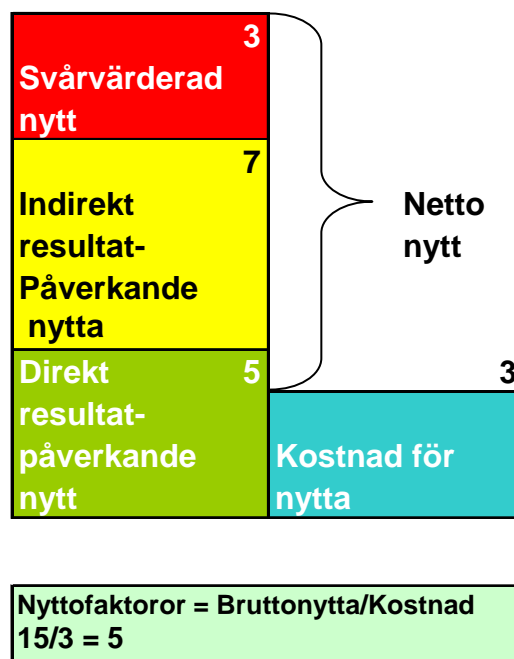 3
Svårvärderad
nytt
7
Indirekt
resultat-
Påverkande
nytta
Netto
nytt
Direkt 5
resultat-
påverkande
nytt
3
Kostnad för
nytta
Nyttofaktoror = Bruttonytta/Kostnad
15/3 = 5